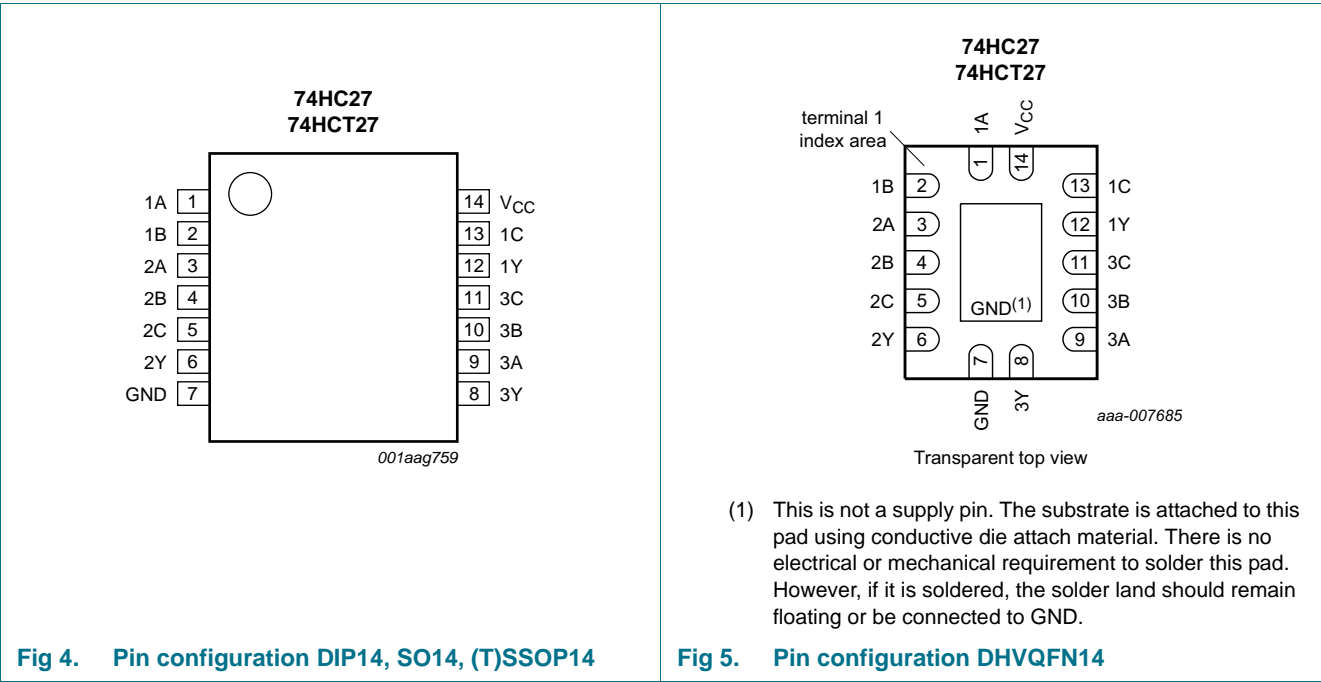 74HC27
74HCT27
1A 1 14 VCC
1B 2 13 1C
2A 3 12 1Y
2B 4 11 3C
2C 5 10 3B
2Y 6 9 3A
GND 7 8 3Y
001aag759
Fig 4. Pin configuration DIP14, SO14, (T)SSOP14
74HC27
74HCT27
terminal 1
index area
1A VCC
1 14
1B 2 13 1C
2A 3 12 1Y
2B 4 11 3C
2C 5 GND(1) 10 3B
2Y 6 9 3A
7 8
GND 3Y
aaa-007685
Transparent top view
(1) This is not a supply pin. The substrate is attached to this
pad using conductive die attach material. There is no
electrical or mechanical requirement to solder this pad.
However, if it is soldered, the solder land should remain
floating or be connected to GND.
Fig 5. Pin configuration DHVQFN14